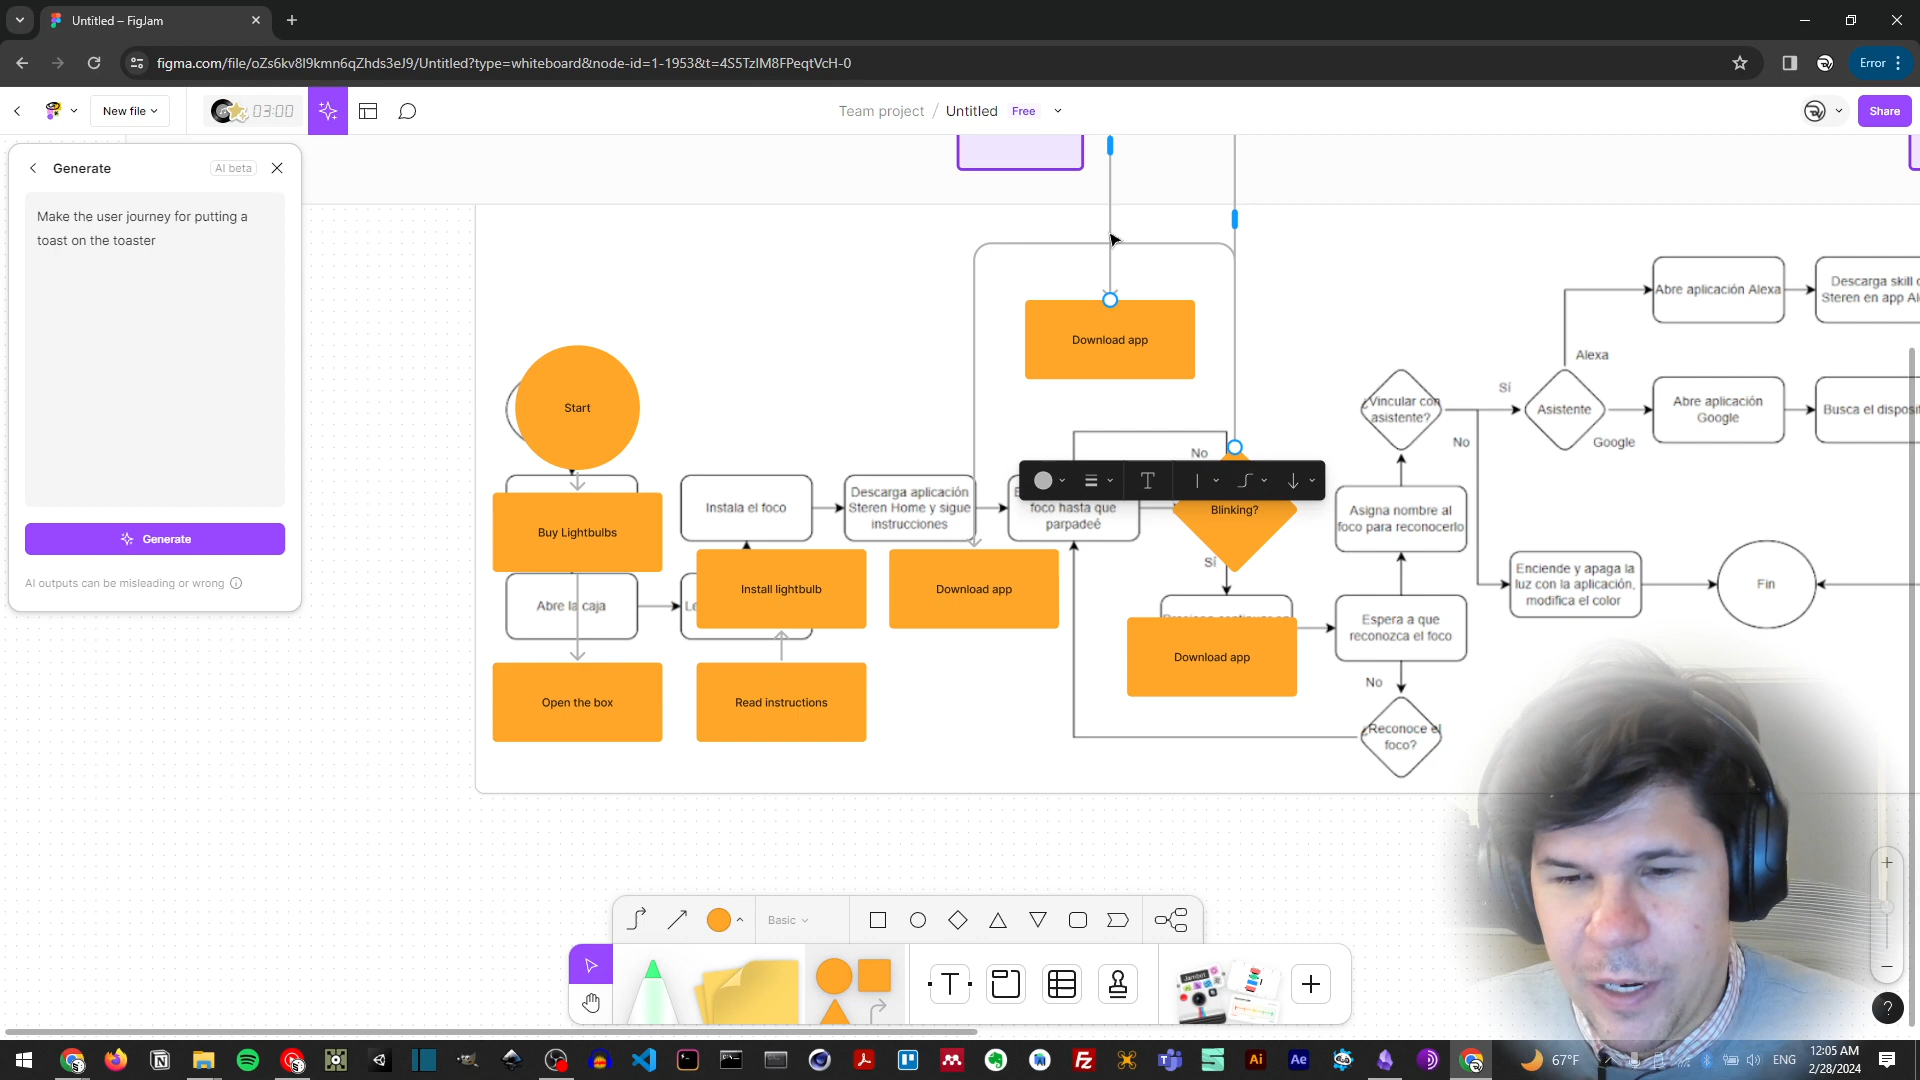 Untitled – FigJam
figma.com/file/oZs6kv8I9kmn6qZhds3eJ9/Untitled?type=whiteboard&node-id=1-1953&t=4S5TzIM8FPeqtVcH-0
Error
New file
03:00
Team project / Untitled Free
Share
Generate
AI beta
Make the user journey for putting a
toast on the toaster
Generate
AI outputs can be misleading or wrong
Start
Buy Lightbulbs
Abre la caja
Open the box
Instala el foco
Install lightbulb
Read instructions
Descarga aplicación
Steren Home y sigue
instrucciones
Download app
Download app
foco hasta que
parpadeé
No
Blinking?
Sí
Download app
¿Vincular con
asistente?
Sí
No
Asigna nombre al
foco para reconocerlo
Espera a que
reconozca el foco
No
¿Reconoce el
foco?
Alexa
Asistente
Google
Abre aplicación Alexa
Descarga skill
Steren en app
Abre aplicación
Google
Busca el
Enciende y apaga la
luz con la aplicación,
modifica el color
Fin
Basic
T
T
?
67°F
ENG
12:05 AM
2/28/2024